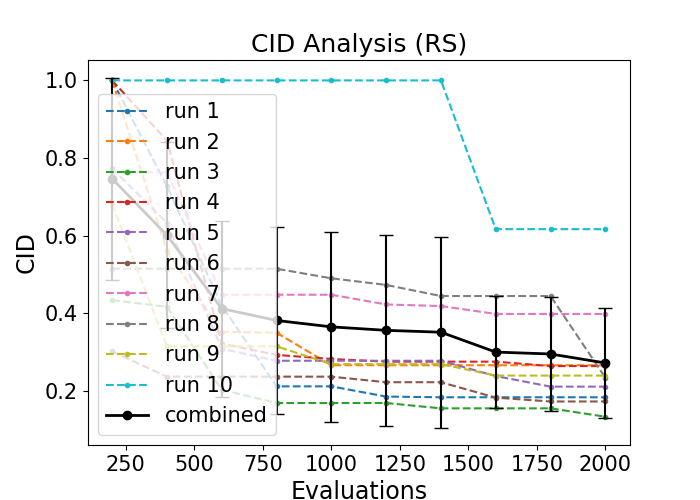 CID Analysis (RS)
CID
1.0
0.8
0.6
0.4
0.2
run 1
run 2
run 3
run 4
run 5
run 6
run 7
run 8
run 9
run 10
combined
250 500 750 1000 1250 1500 1750 2000
Evaluations